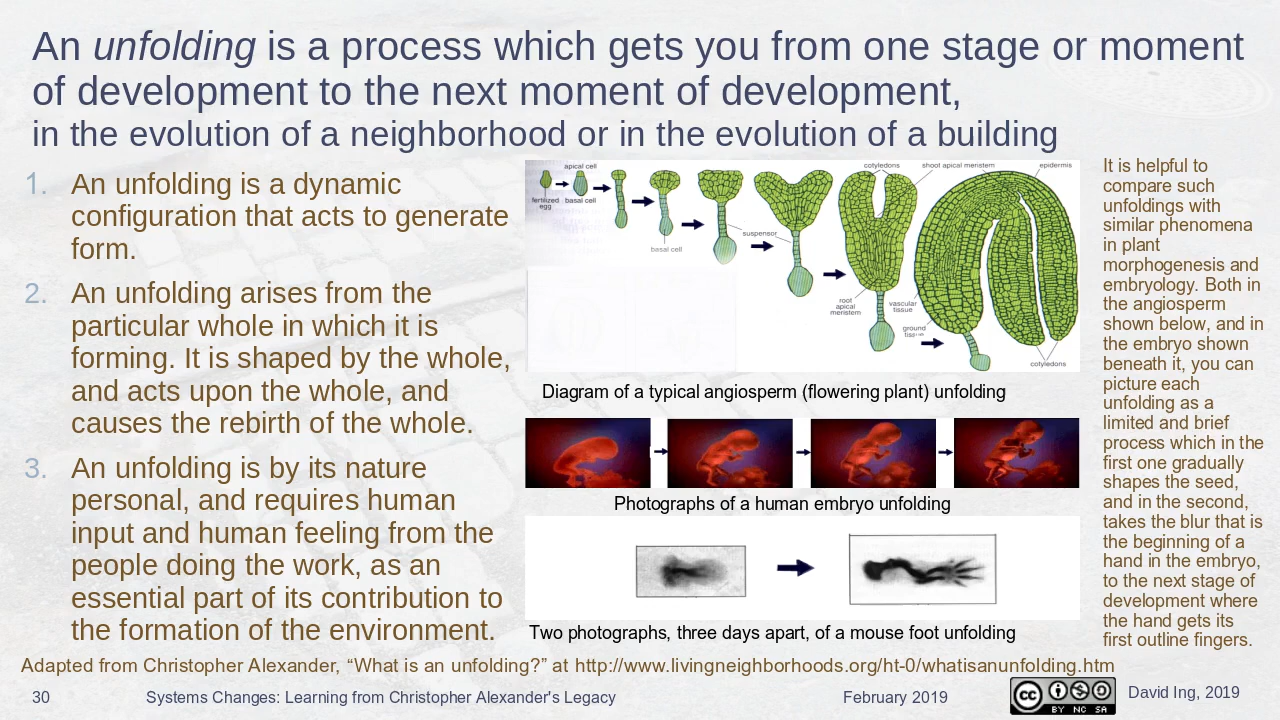 An unfolding is a process which gets you from one stage or moment
of development to the next moment of development,
in the evolution of a neighborhood or in the evolution of a building
1. An unfolding is a dynamic
configuration that acts to generate
form.
2. An unfolding arises from the
particular whole in which it is
forming. It is shaped by the whole,
and acts upon the whole, and
causes the rebirth of the whole.
3. An unfolding is by its nature
personal, and requires human
input and human feeling from the
people doing the work, as an
essential part of its contribution to
the formation of the environment.
apical cell
fertilized
egg
basal cell
basal cell
suspensor
cotyledons
shoot apical meristem
epidermis
root
apical
meristem
vascular
tissue
ground
tissue
cotyledons
Diagram of a typical angiosperm (flowering plant) unfolding
Photographs of a human embryo unfolding
Two photographs, three days apart, of a mouse foot unfolding
It is helpful to
compare such
unfoldings with
similar phenomena
in plant
morphogenesis and
embryology. Both in
the angiosperm
shown below, and in
the embryo shown
beneath it, you can
picture each
unfolding as a
limited and brief
process which in the
first one gradually
shapes the seed,
and in the second,
takes the blur that is
the beginning of a
hand in the embryo,
to the next stage of
development where
the hand gets its
first outline fingers.
Adapted from Christopher Alexander, “What is an unfolding?” at http://www.livingneighborhoods.org/ht-0/whatisanunfolding.htm
30
Systems Changes: Learning from Christopher Alexander's Legacy
February 2019
cc
BY NC SA
David Ing, 2019